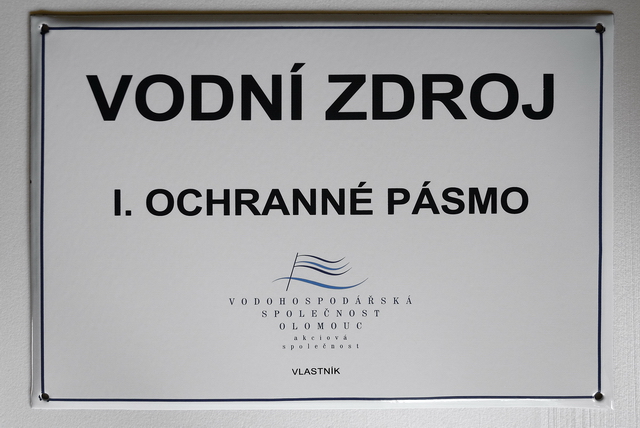 VODNÍ ZDROJ
I. OCHRANNÉ PÁSMO
VODOHOSPODÁŘSKÁ
SPOLEČNOST
OLOMOUC
akciová
společnost
VLASTNÍK